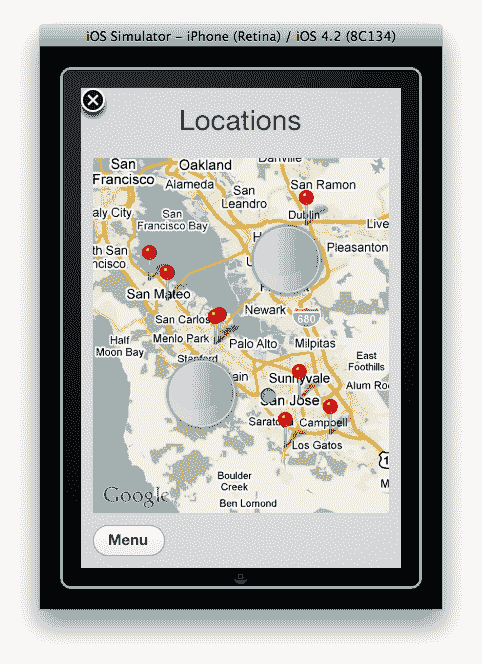 iOS Simulator – iPhone (Retina) / iOS 4.2 (8C134)
Locations
San
Francisco
Oakland
Danville
Alameda
San Ramon
San
Leandro
aly City
San
Francisco Bay
Dublin
Live
Pleasanton
th San
ncisco
San Mateo
San Carlos
Newark
680
Half
Moon Bay
Menlo Park
Palo Alto
Milpitas
Stanford
East
Foothills
ain
Sunnyvale
Alum Roc
San Jose
Saratoga
Campbell
Los Gatos
Boulder
Creek
Ben Lomond
Google
Menu